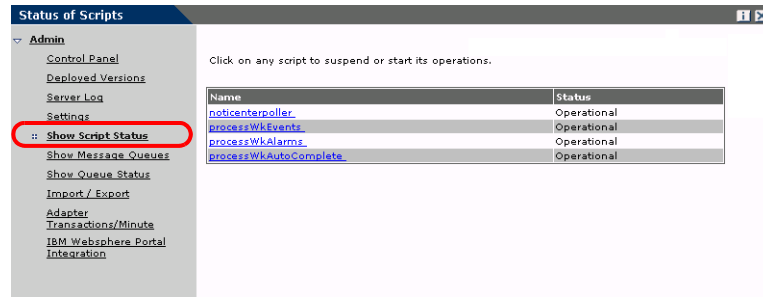 Status of Scripts
Admin
Control Panel
Deployed Versions
Server Log
Settings
Show Script Status
Show Message Queues
Show Queue Status
Import / Export
Adapter
Transactions/Minute
IBM Websphere Portal
Integration
Click on any script to suspend or start its operations.
Name Status
noticenterpoller Operational
processWkEvents Operational
processWkAlarms Operational
processWkAutoComplete Operational